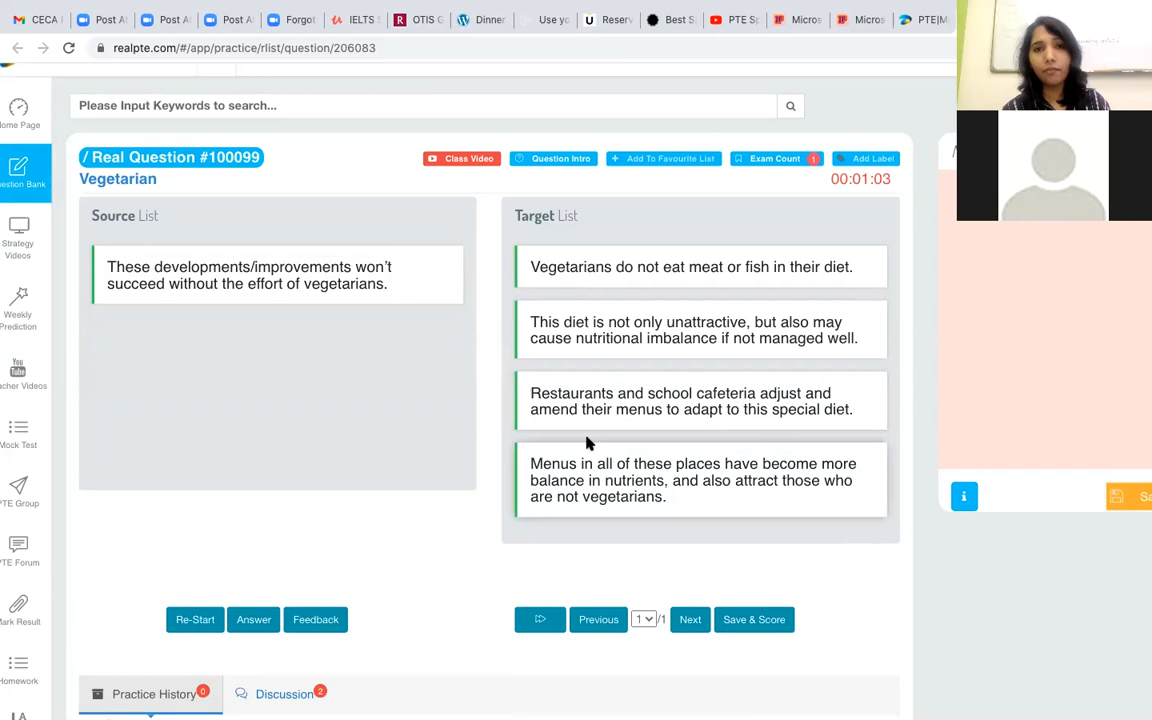 CECA
Post A
Post A
Post A
Forgot
IELTS
OTIS G
Dinner
Use yo
Reserv
Best S
PTE Sp
Micros
Micros
PTE|Mi
realpte.com/#/app/practice/rlist/question/206083
Please Input Keywords to search...
ome Page
/ Real Question #100099
Class Video
Question Intro
Add To Favourite List
Exam Count 1
Add Label
Vegetarian
00:01:03
estion Bank
Source List
Target List
Strategy
Videos
These developments/improvements won't
succeed without the effort of vegetarians.
Vegetarians do not eat meat or fish in their diet.
Weekly
Prediction
This diet is not only unattractive, but also may
cause nutritional imbalance if not managed well.
You
Tube
acher Videos
Restaurants and school cafeteria adjust and
amend their menus to adapt to this special diet.
Mock Test
Menus in all of these places have become more
balance in nutrients, and also attract those who
are not vegetarians.
PTE Group
i
Sa
PTE Forum
Re-Start
Answer
Feedback
Previous
1
/1
Next
Save & Score
Mark Result
Homework
Practice History 0
Discussion 2